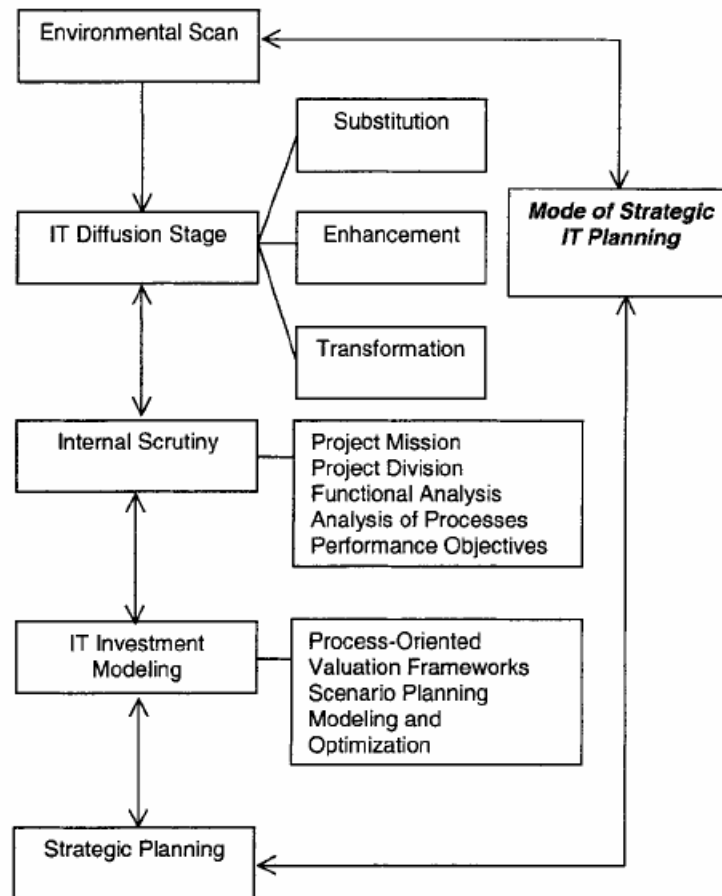 Environmental Scan
Substitution
Mode of Strategic
IT Planning
IT Diffusion Stage
Enhancement
Transformation
Internal Scrutiny
Project Mission
Project Division
Functional Analysis
Analysis of Processes
Performance Objectives
IT Investment
Modeling
Process-Oriented
Valuation Frameworks
Scenario Planning
Modeling and
Optimization
Strategic Planning